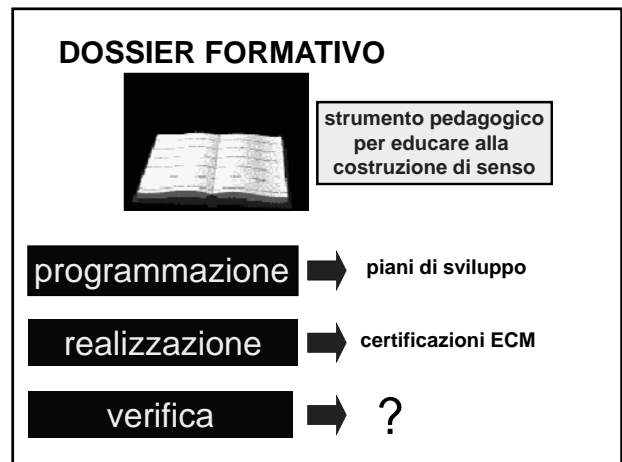 DOSSIER FORMATIVO
strumento pedagogico
per educare alla
costruzione di senso
programmazione
piani di sviluppo
realizzazione
certificazioni ECM
verifica
?